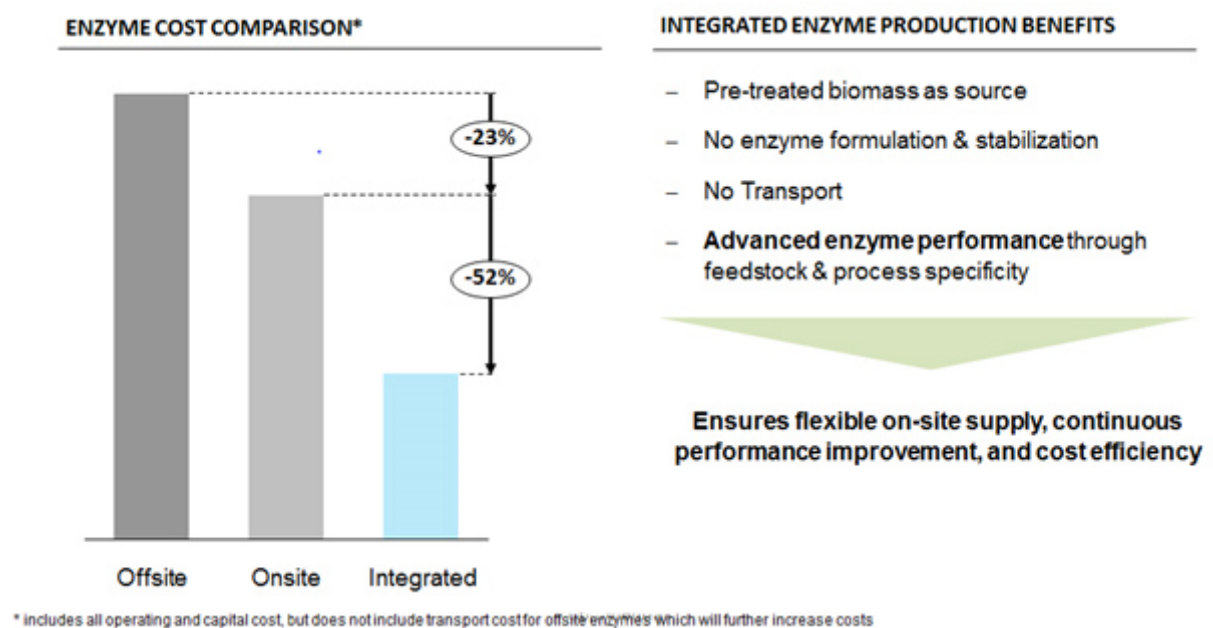 ENZYME COST COMPARISON*
-23%
-52%
Offsite Onsite Integrated
INTEGRATED ENZYME PRODUCTION BENEFITS
– Pre-treated biomass as source
– No enzyme formulation & stabilization
– No Transport
– Advanced enzyme performance through
feedstock & process specificity
Ensures flexible on-site supply, continuous
performance improvement, and cost efficiency
* includes all operating and capital cost, but does not include transport cost for offsite enzymes which will further increase costs